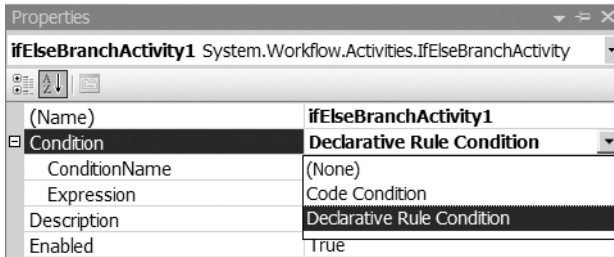 Properties
ifElseBranchActivity1 System.Workflow.Activities.IfElseBranchActivity
(Name) ifElseBranchActivity1
Condition Declarative Rule Condition
ConditionName (None)
Expression Code Condition
Description Declarative Rule Condition
Enabled True